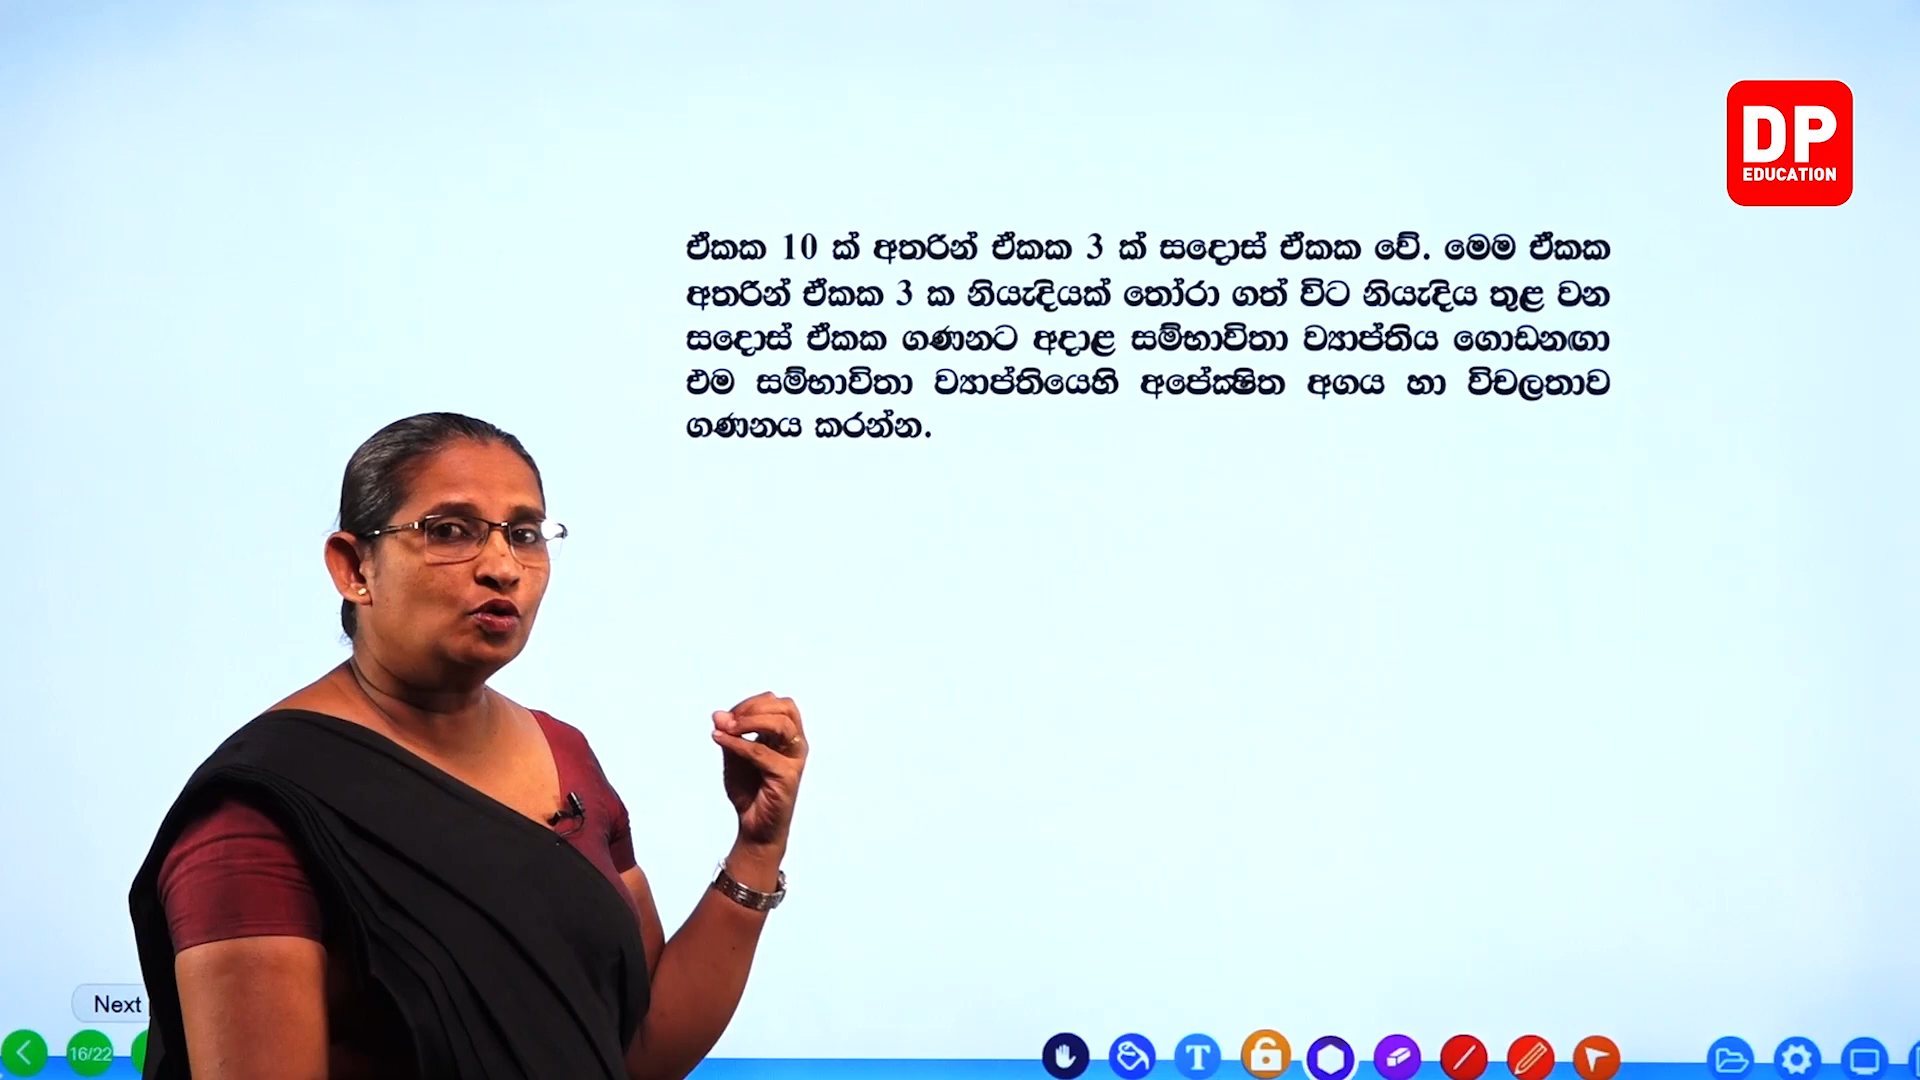 DP
EDUCATION
ඒකක 10 ක් අතරින් ඒකක 3 ක් සදොස් ඒකක වේ. මෙම ඒකක
අතරින් ඒකක 3 ක නියැදියක් තෝරා ගත් විට නියැදිය තුළ වන
සදොස් ඒකක ගණනට අදාළ සම්භාවිතා ව්‍යාප්තිය ගොඩනඟා
එම සම්භාවිතා ව්‍යාප්තියෙහි අපේක්ෂිත අගය හා විචලතාව
ගණනය කරන්න.
Next
16/22
T